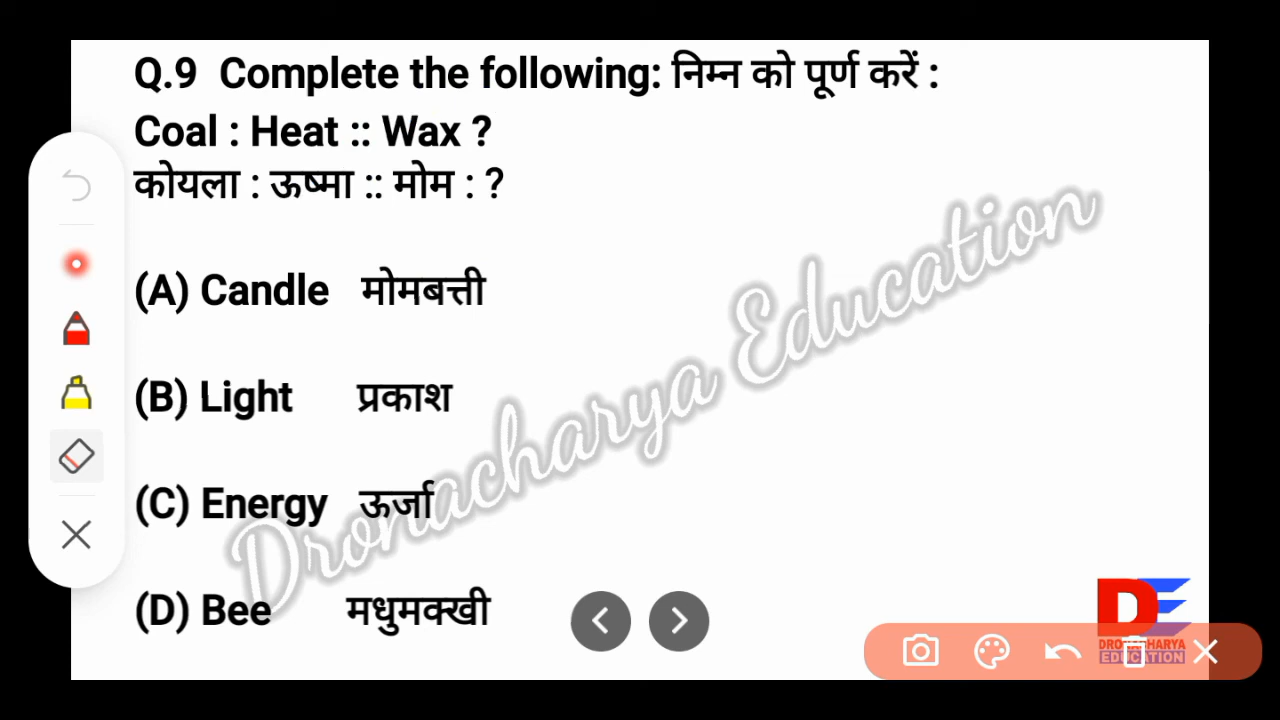 Q.9 Complete the following: निम्न को पूर्ण करें :
Coal : Heat :: Wax ?
कोयला : ऊष्मा :: मोम : ?
(A) Candle मोमबत्ती
(B) Light प्रकाश
(C) Energy ऊर्जा
(D) Bee मधुमक्खी
Dronacharya Education
DE
DRONACHARYA
EDUCATION